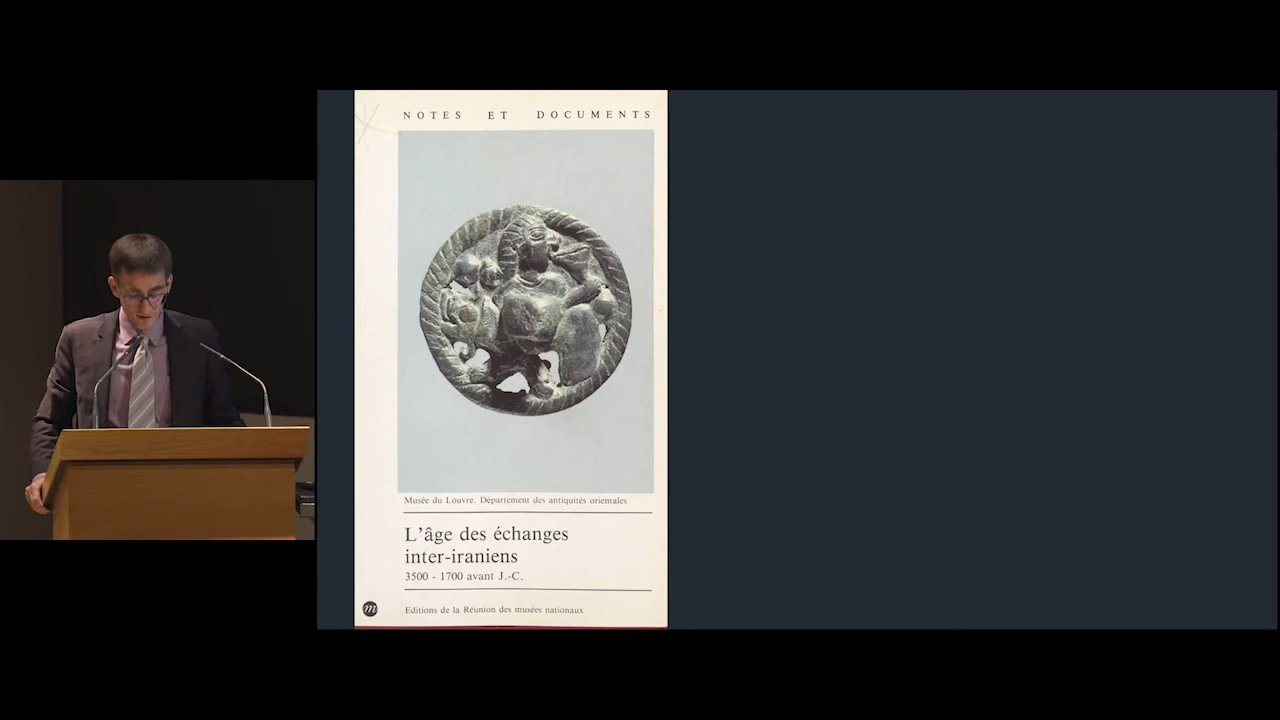 NOTES ET DOCUMENTS
Musée du Louvre. Département des antiquités orientales
L'âge des échanges
inter-iraniens
3500 - 1700 avant J.-C.
m
Editions de la Réunion des musées nationaux